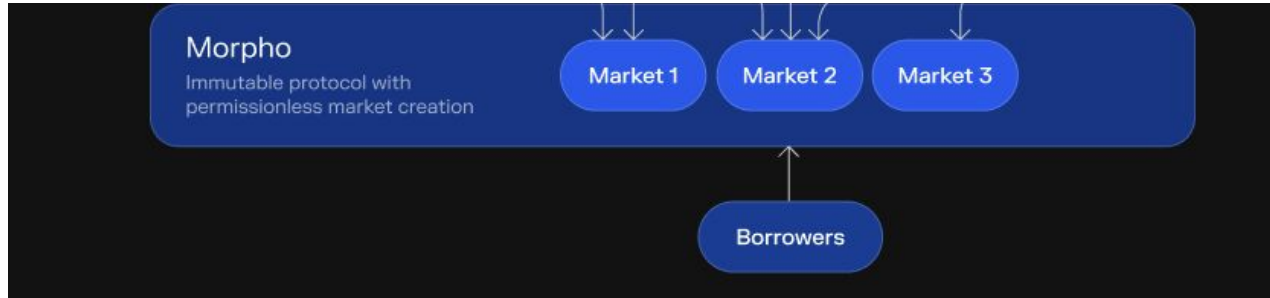 Morpho
Immutable protocol with
permissionless market creation
Market 1
Market 2
Market 3
Borrowers